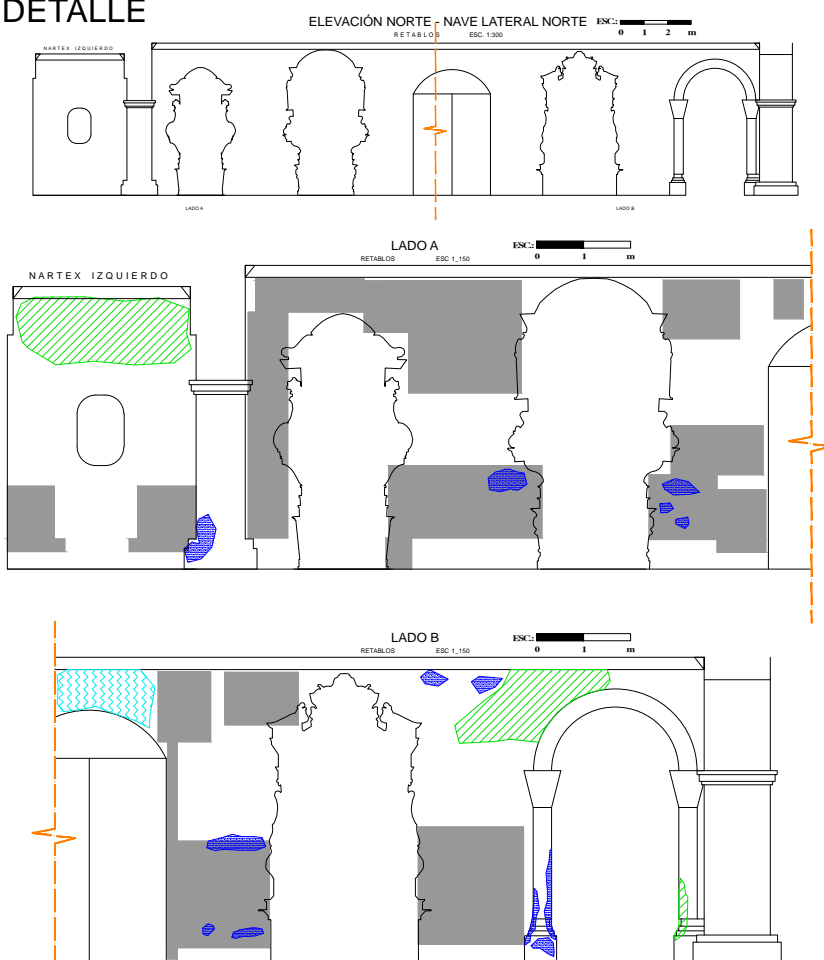 DETALLE
ELEVACIÓN NORTE - NAVE LATERAL NORTE ESC.:
0 1 2 m
RETABLOS ESC. 1:300
NARTEX IZQUIERDO
LADO A LADO B
LADO A ESC.:
0 1 m
RETABLOS ESC 1_150
NARTEX IZQUIERDO
LADO B ESC.:
0 1 m
RETABLOS ESC 1_150